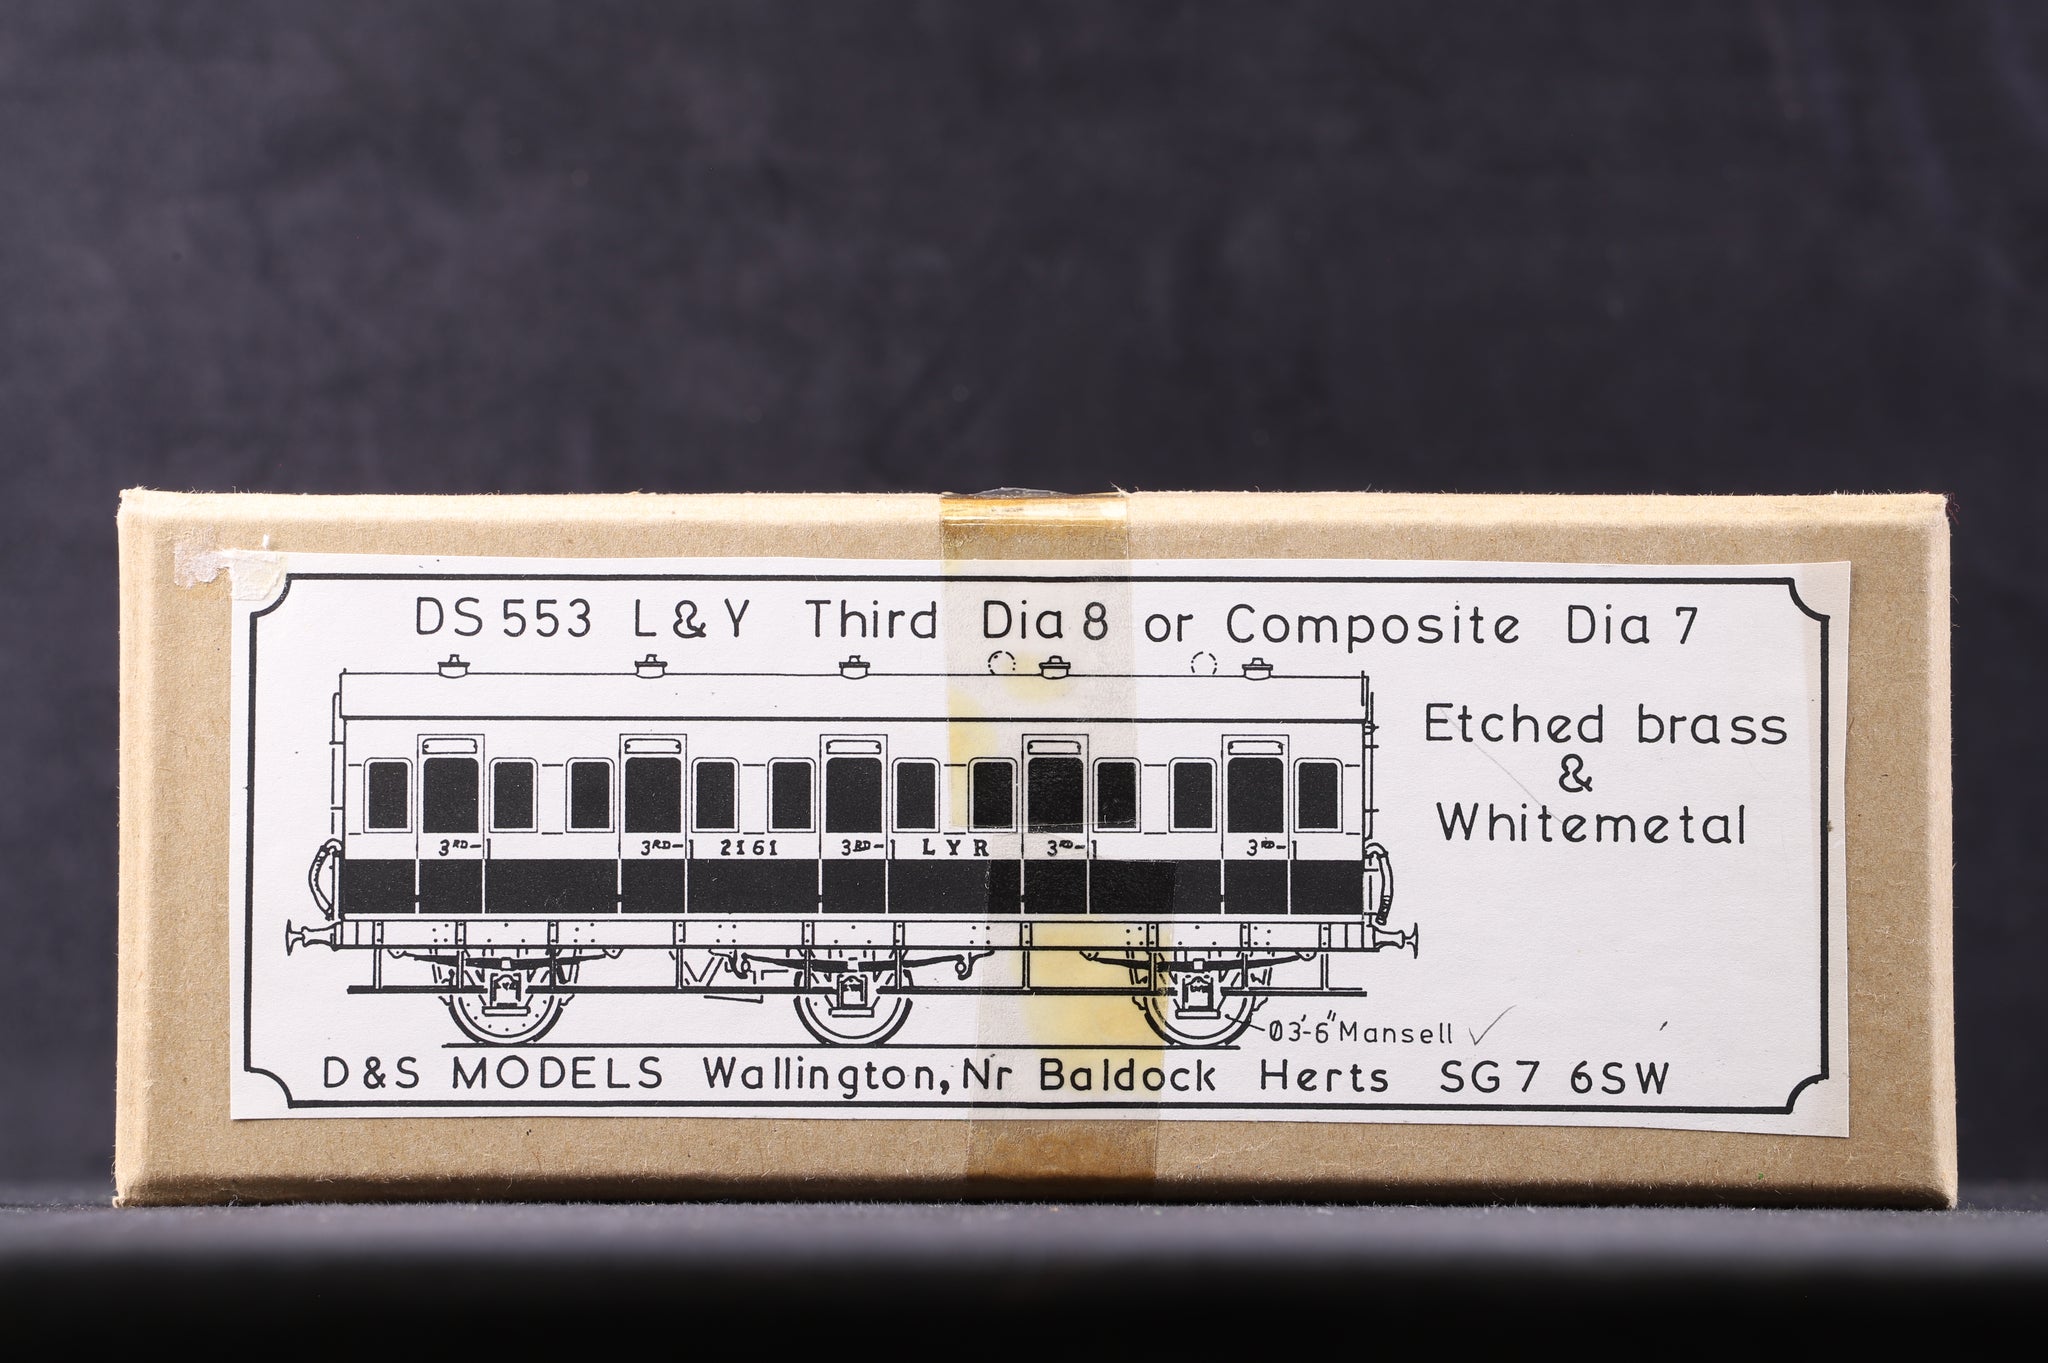 DS 553 L&Y Third Dia 8 or Composite Dia 7
Etched brass
&
Whitemetal
3RD- 3RD- 2161 3RD- LYR 3RD- 3RD-
Ø3'-6" Mansell ✓
D&S MODELS Wallington, Nr Baldock Herts SG7 6SW